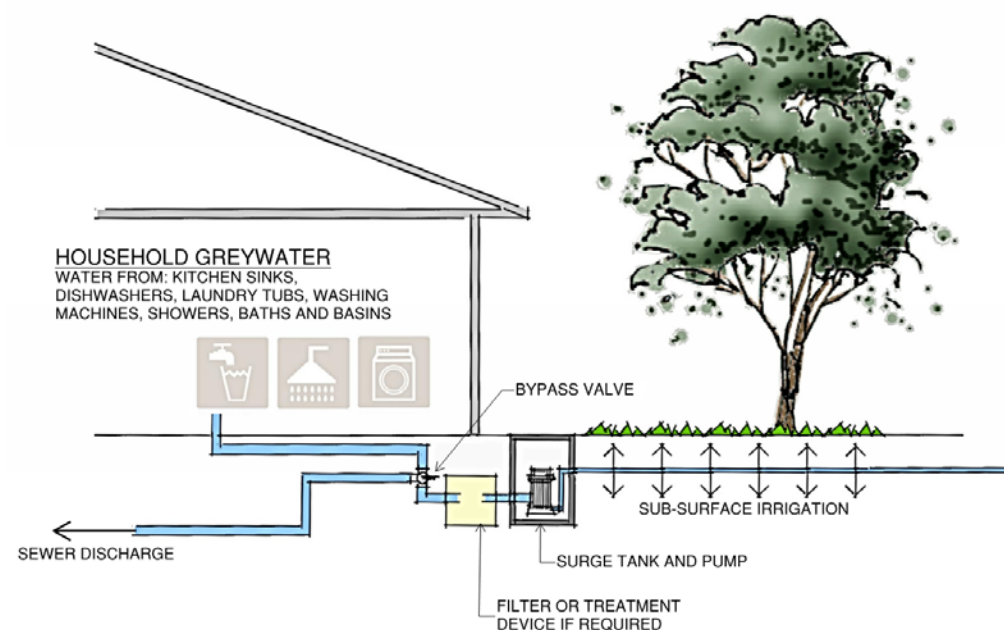 HOUSEHOLD GREYWATER
WATER FROM: KITCHEN SINKS,
DISHWASHERS, LAUNDRY TUBS, WASHING
MACHINES, SHOWERS, BATHS AND BASINS
BYPASS VALVE
SUB-SURFACE IRRIGATION
SEWER DISCHARGE
SURGE TANK AND PUMP
FILTER OR TREATMENT
DEVICE IF REQUIRED